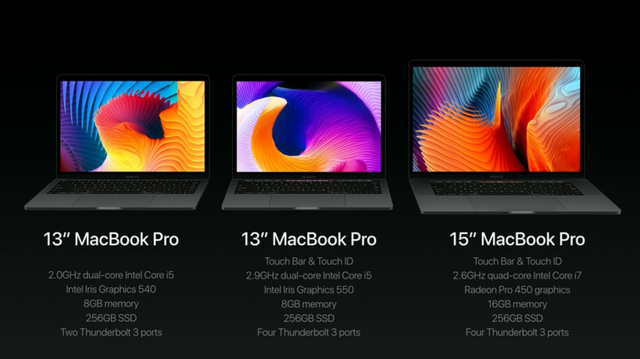 13" MacBook Pro
2.0GHz dual-core Intel Core i5
Intel Iris Graphics 540
8GB memory
256GB SSD
Two Thunderbolt 3 ports
13" MacBook Pro
Touch Bar & Touch ID
2.9GHz dual-core Intel Core i5
Intel Iris Graphics 550
8GB memory
256GB SSD
Four Thunderbolt 3 ports
15" MacBook Pro
Touch Bar & Touch ID
2.6GHz quad-core Intel Core i7
Radeon Pro 450 graphics
16GB memory
256GB SSD
Four Thunderbolt 3 ports